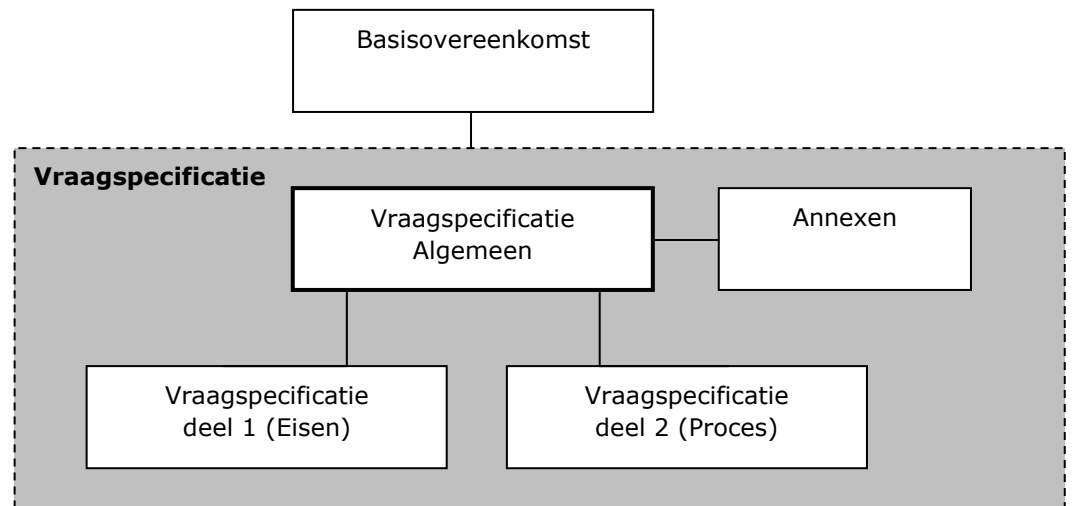 Basisovereenkomst
Vraagspecificatie
Vraagspecificatie
Algemeen
Annexen
Vraagspecificatie
deel 1 (Eisen)
Vraagspecificatie
deel 2 (Proces)